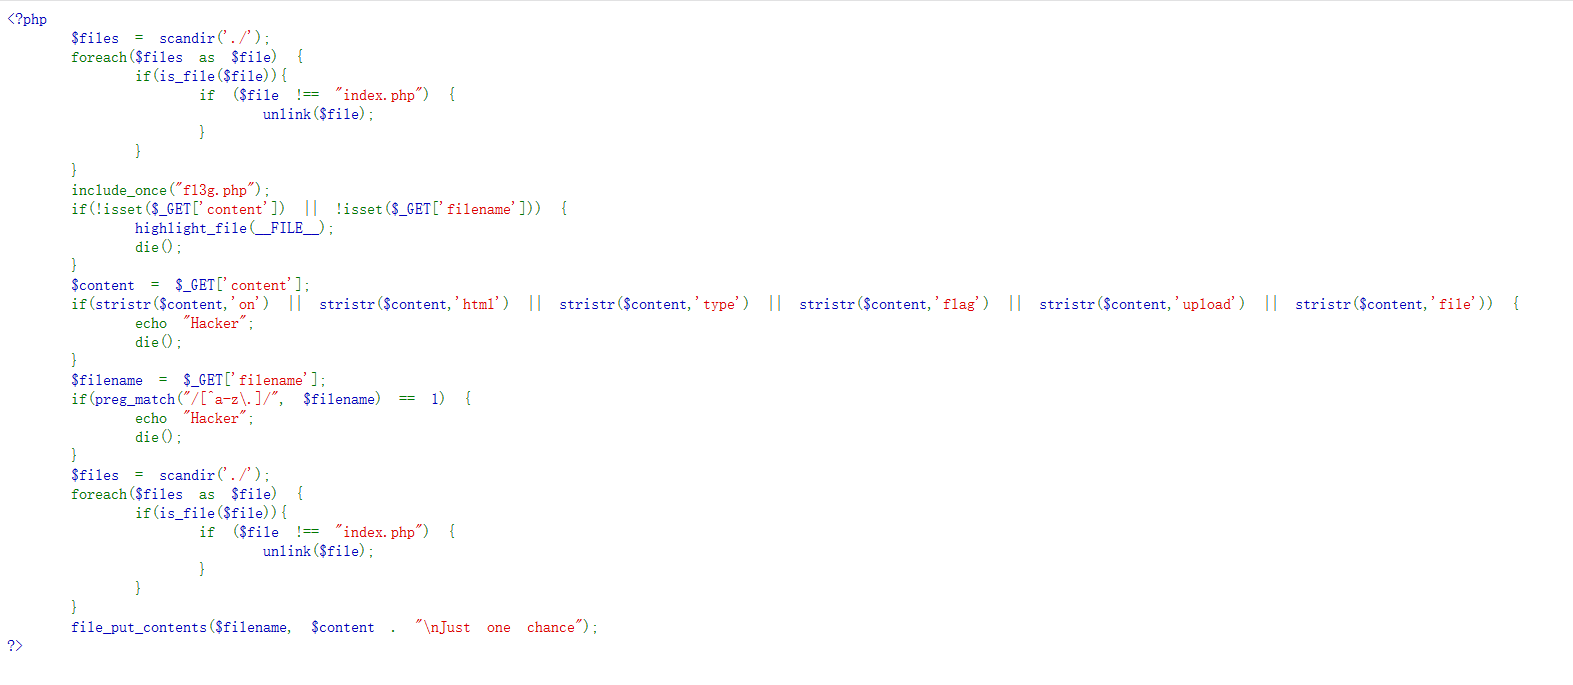 <?php
$files = scandir('./');
foreach($files as $file) {
if(is_file($file)){
if ($file !== "index.php") {
unlink($file);
}
}
}
include_once("fl3g.php");
if(!isset($_GET['content']) || !isset($_GET['filename'])) {
highlight_file(__FILE__);
die();
}
$content = $_GET['content'];
if(stristr($content,'on') || stristr($content,'html') || stristr($content,'type') || stristr($content,'flag') || stristr($content,'upload') || stristr($content,'file')) {
echo "Hacker";
die();
}
$filename = $_GET['filename'];
if(preg_match("/[^a-z\.]/", $filename) == 1) {
echo "Hacker";
die();
}
$files = scandir('./');
foreach($files as $file) {
if(is_file($file)){
if ($file !== "index.php") {
unlink($file);
}
}
}
file_put_contents($filename, $content . "\nJust one chance");
?>